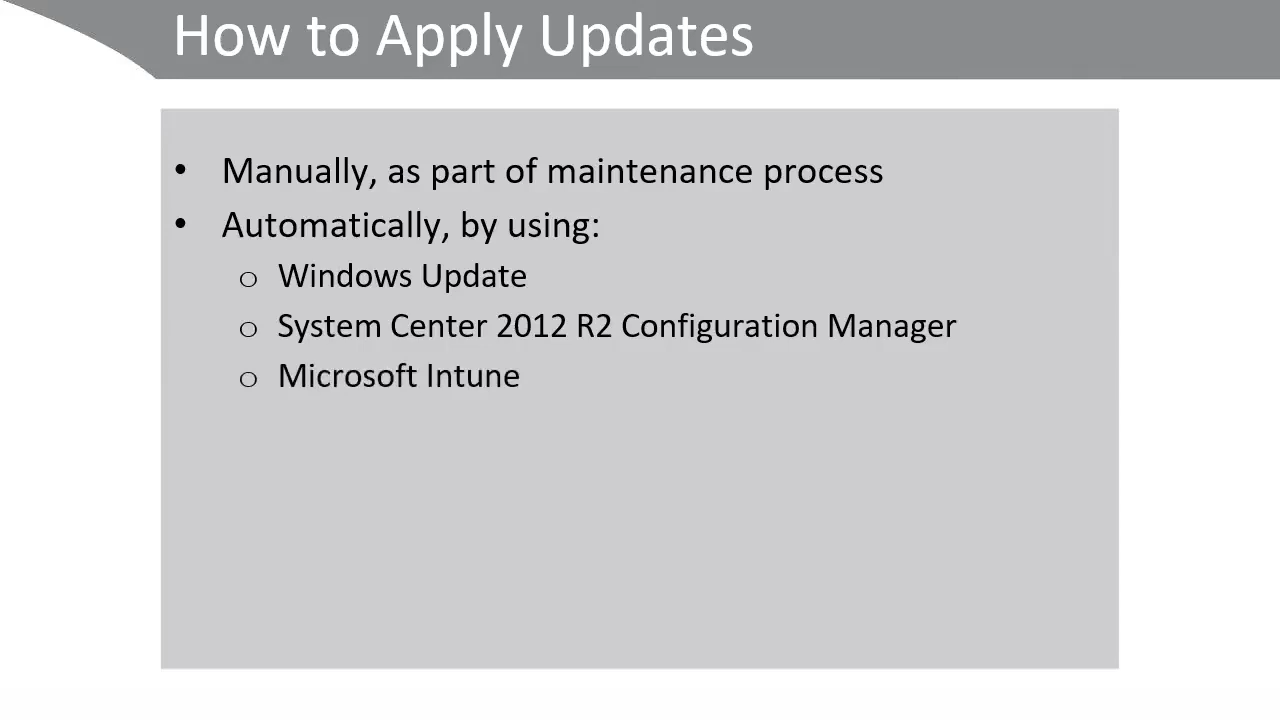 How to Apply Updates
• Manually, as part of maintenance process
• Automatically, by using:
o Windows Update
o System Center 2012 R2 Configuration Manager
o Microsoft Intune